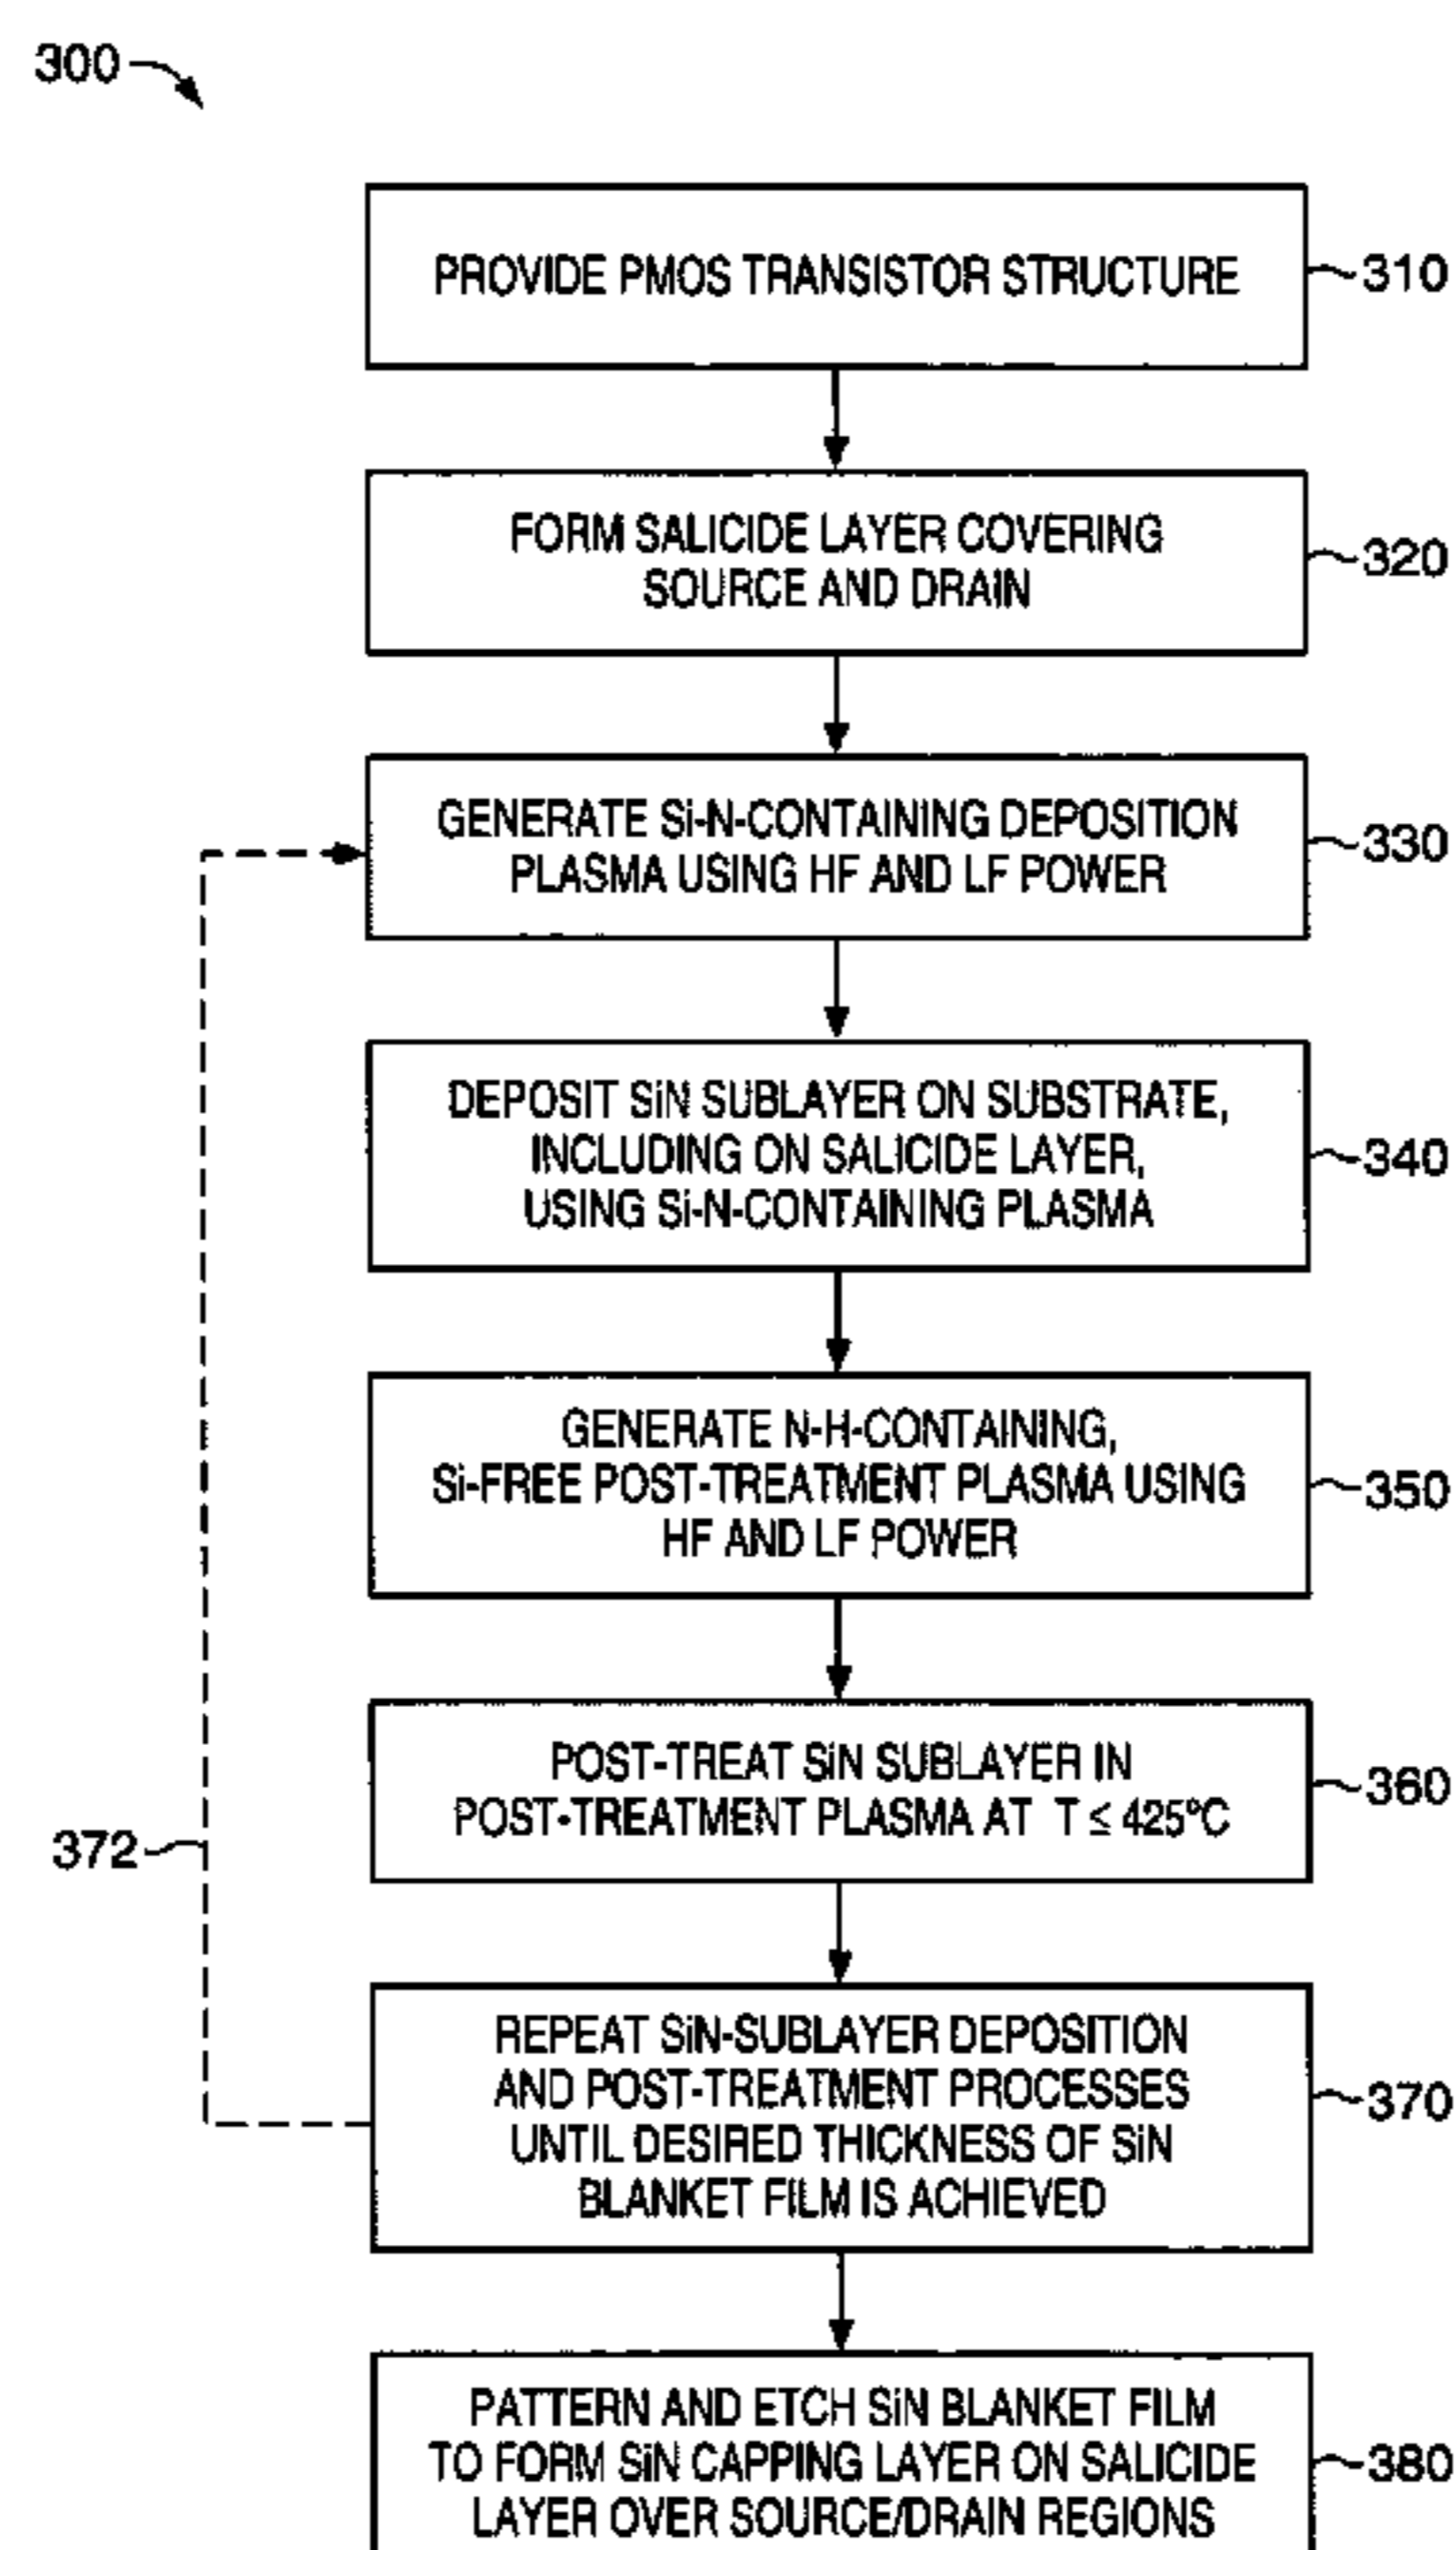 300
PROVIDE PMOS TRANSISTOR STRUCTURE
310
FORM SALICIDE LAYER COVERING
SOURCE AND DRAIN
320
GENERATE Si-N-CONTAINING DEPOSITION
PLASMA USING HF AND LF POWER
330
DEPOSIT SiN SUBLAYER ON SUBSTRATE,
INCLUDING ON SALICIDE LAYER,
USING Si-N-CONTAINING PLASMA
340
GENERATE N-H-CONTAINING,
Si-FREE POST-TREATMENT PLASMA USING
HF AND LF POWER
350
POST-TREAT SiN SUBLAYER IN
POST-TREATMENT PLASMA AT T ≤ 425°C
360
372
REPEAT SiN-SUBLAYER DEPOSITION
AND POST-TREATMENT PROCESSES
UNTIL DESIRED THICKNESS OF SiN
BLANKET FILM IS ACHIEVED
370
PATTERN AND ETCH SiN BLANKET FILM
TO FORM SiN CAPPING LAYER ON SALICIDE
LAYER OVER SOURCE/DRAIN REGIONS
380